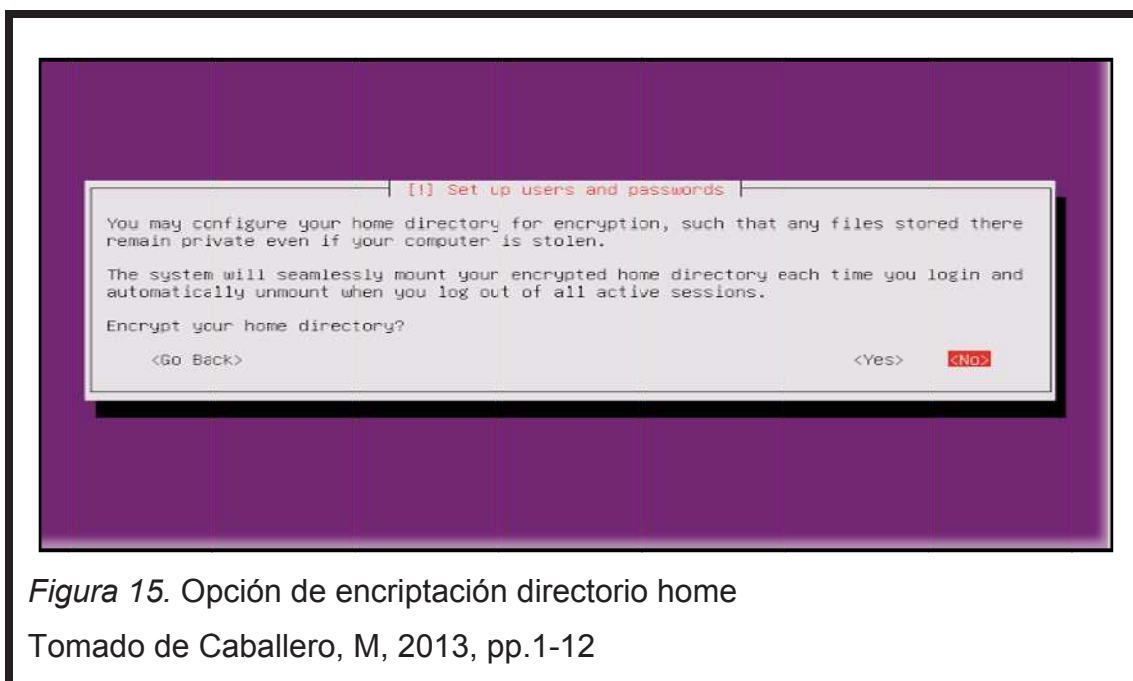 [!] Set up users and passwords
You may configure your home directory for encryption, such that any files stored there
remain private even if your computer is stolen.
The system will seamlessly mount your encrypted home directory each time you login and
automatically unmount when you log out of all active sessions.
Encrypt your home directory?
<Go Back> <Yes> <No>
Figura 15. Opción de encriptación directorio home
Tomado de Caballero, M, 2013, pp.1-12